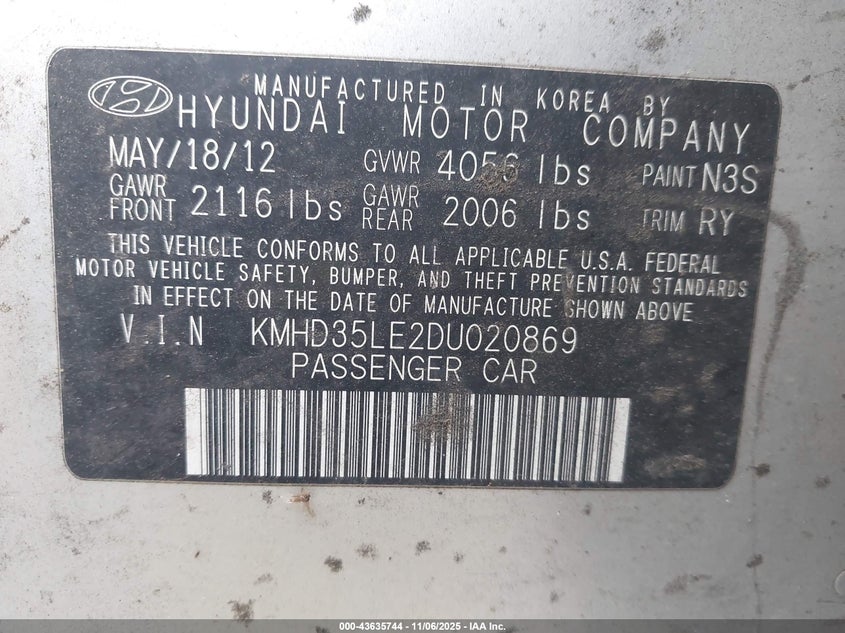 MANUFACTURED IN KOREA BY
HYUNDAI MOTOR COMPANY
MAY/18/12 GVWR 4056 lbs PAINT N3S
GAWR FRONT 2116 lbs GAWR REAR 2006 lbs TRIM RY
THIS VEHICLE CONFORMS TO ALL APPLICABLE U.S.A. FEDERAL
MOTOR VEHICLE SAFETY, BUMPER, AND THEFT PREVENTION STANDARDS
IN EFFECT ON THE DATE OF MANUFACTURE SHOWN ABOVE
V.I.N KMHD35LE2DU020869
PASSENGER CAR
000-43635744 | 11/06/2025 - IAA Inc.